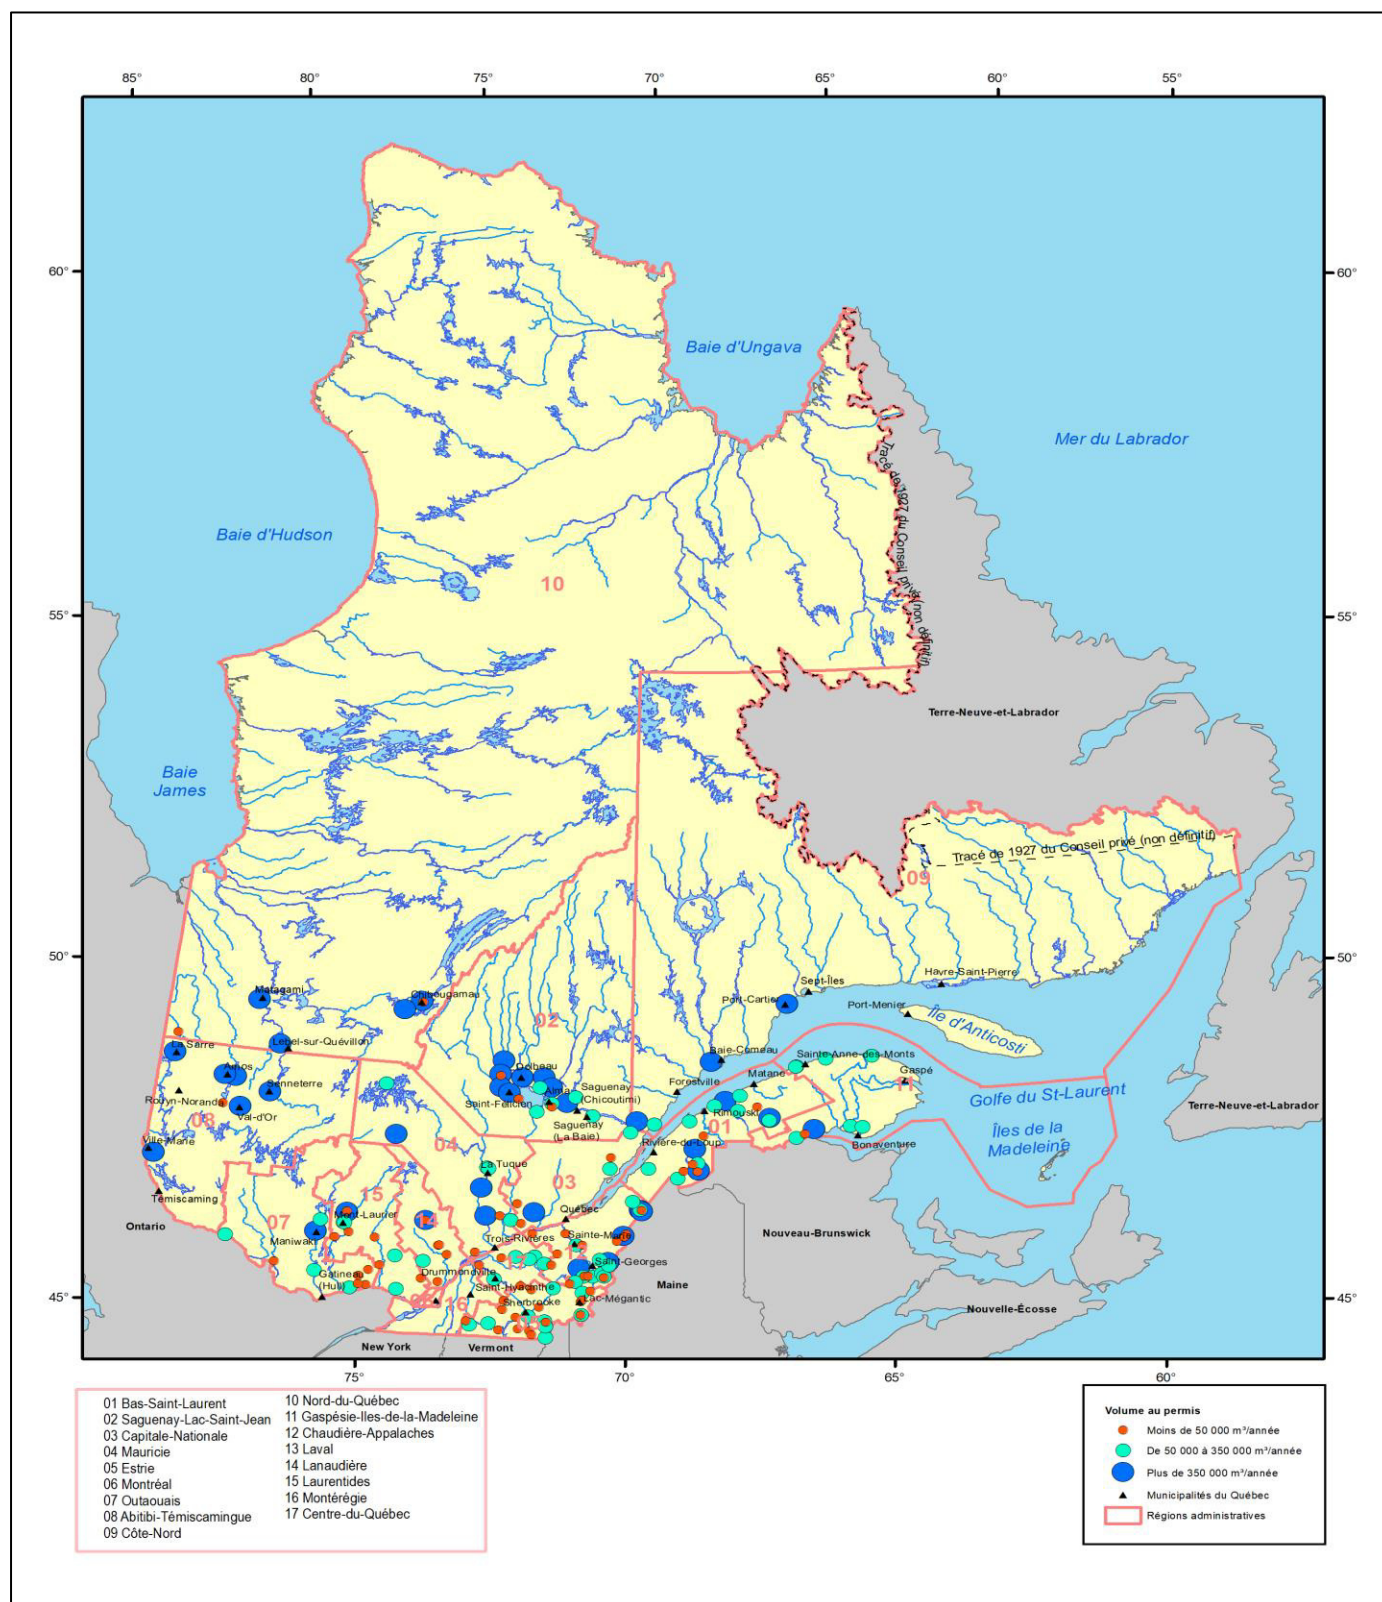 85°
80°
75°
70°
65°
60°
55°
60°
60°
Baie d'Ungava
Mer du Labrador
Tracé de 1927 du Conseil privé (non définitif)
Baie d'Hudson
10
55°
55°
Terre-Neuve-et-Labrador
Baie
James
Tracé de 1927 du Conseil privé (non définitif)
09
50°
50°
Matagami
Chibougamau
Port-Cartier
Sept-Îles
Havre-Saint-Pierre
Port-Menier
Île d'Anticosti
02
La Sarre
Lebel-sur-Quévillon
Amos
Senneterre
Rouyn-Noranda
Val-d'Or
08
Ville-Marie
Témiscaming
Dolbeau
Alma
Saint-Félicien
Saguenay
(Chicoutimi)
Saguenay
(La Baie)
Baie-Comeau
Forestville
Matane
Sainte-Anne-des-Monts
Gaspé
11
Rimouski
01
Rivière-du-Loup
Bonaventure
Golfe du St-Laurent
Îles de la
Madeleine
Terre-Neuve-et-Labrador
04
La Tuque
03
15
Mont-Laurier
14
07
Maniwaki
Québec
Trois-Rivières
Sainte-Marie
Saint-Georges
12
Ontario
Gatineau
(Hull)
Drummondville
Saint-Hyacinthe
16
Sherbrooke
Lac-Mégantic
Maine
Nouveau-Brunswick
Nouvelle-Écosse
45°
45°
New York
Vermont
75°
70°
65°
60°
01 Bas-Saint-Laurent
02 Saguenay-Lac-Saint-Jean
03 Capitale-Nationale
04 Mauricie
05 Estrie
06 Montréal
07 Outaouais
08 Abitibi-Témiscamingue
09 Côte-Nord
10 Nord-du-Québec
11 Gaspésie-Iles-de-la-Madeleine
12 Chaudière-Appalaches
13 Laval
14 Lanaudière
15 Laurentides
16 Montérégie
17 Centre-du-Québec
Volume au permis
Moins de 50 000 m³/année
De 50 000 à 350 000 m³/année
Plus de 350 000 m³/année
Municipalités du Québec
Régions administratives